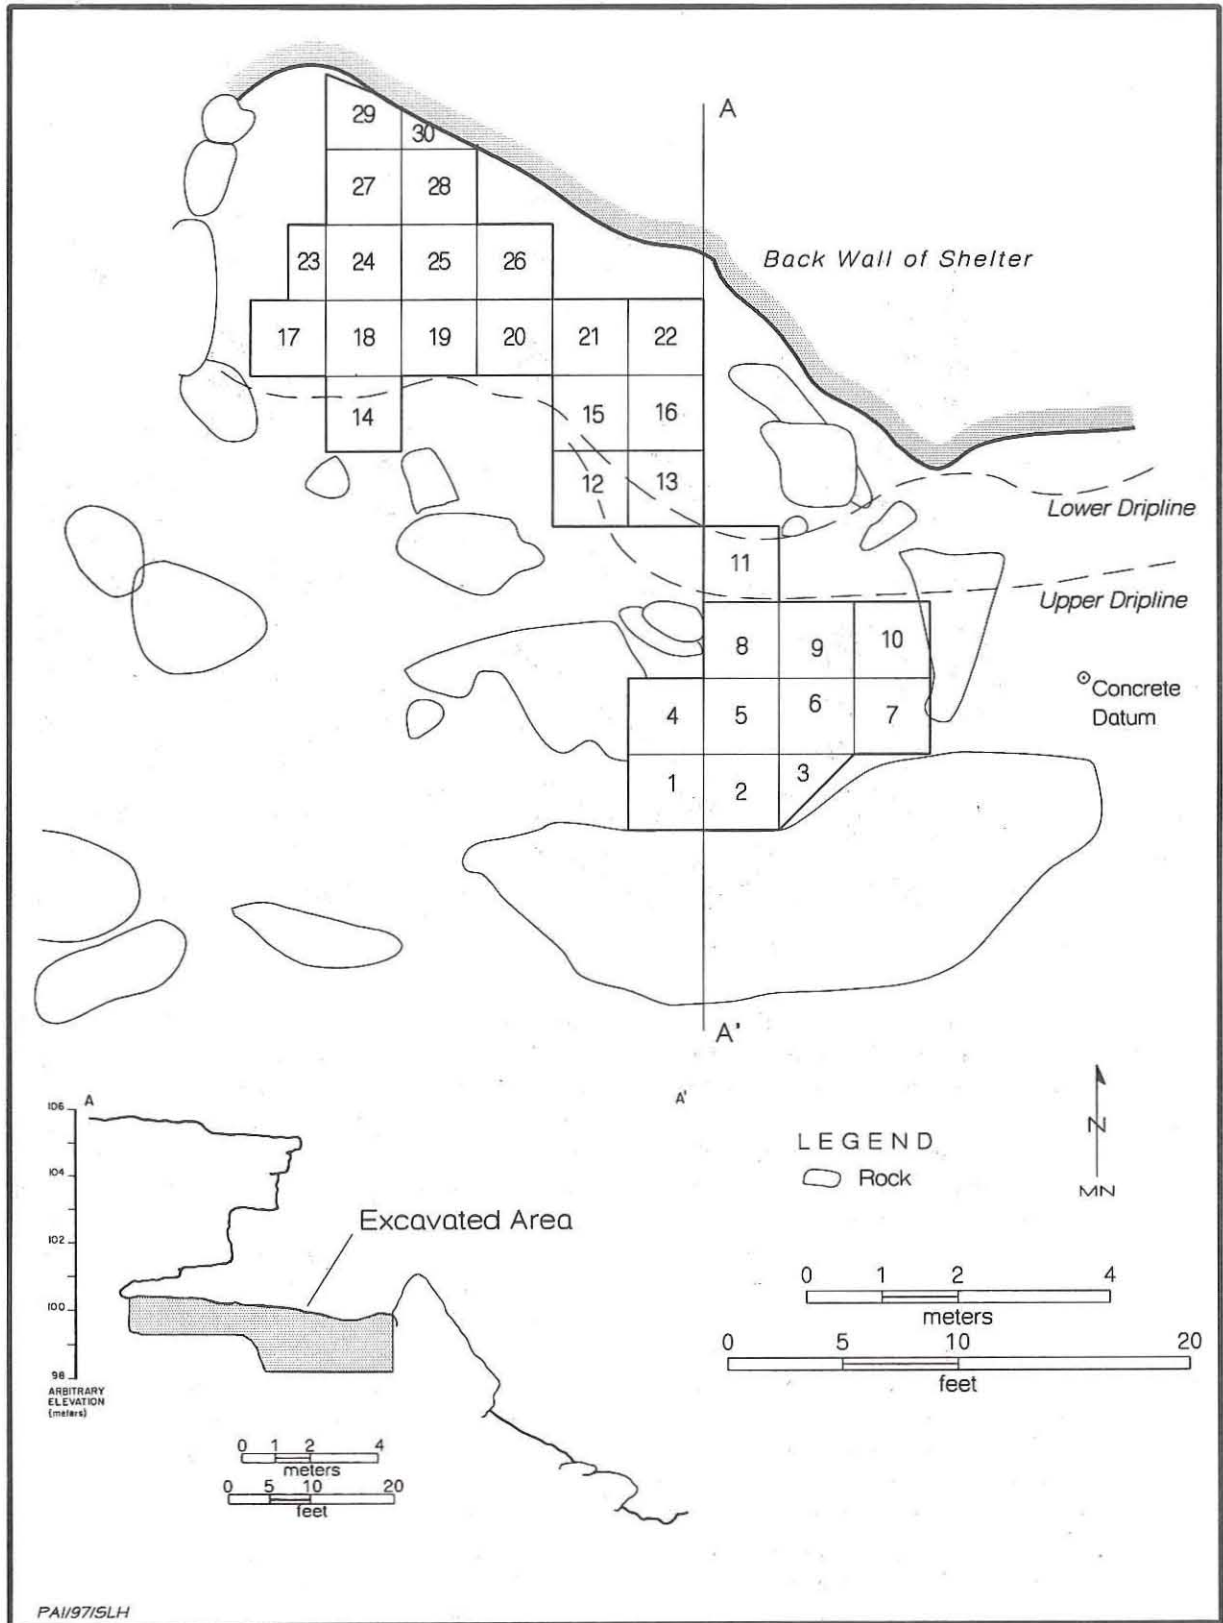 A
29
30
27 28
23 24 25 26
Back Wall of Shelter
17 18 19 20 21 22
14 15 16
12 13
Lower Dripline
11
Upper Dripline
8 9 10
Concrete
Datum
4 5 6 7
1 2 3
A'
A A'
106
104
102
100
98
ARBITRARY
ELEVATION
(meters)
Excavated Area
LEGEND
Rock
N
MN
0 1 2 4
meters
0 5 10 20
feet
0 1 2 4
meters
0 5 10 20
feet
PAI/97/SLH